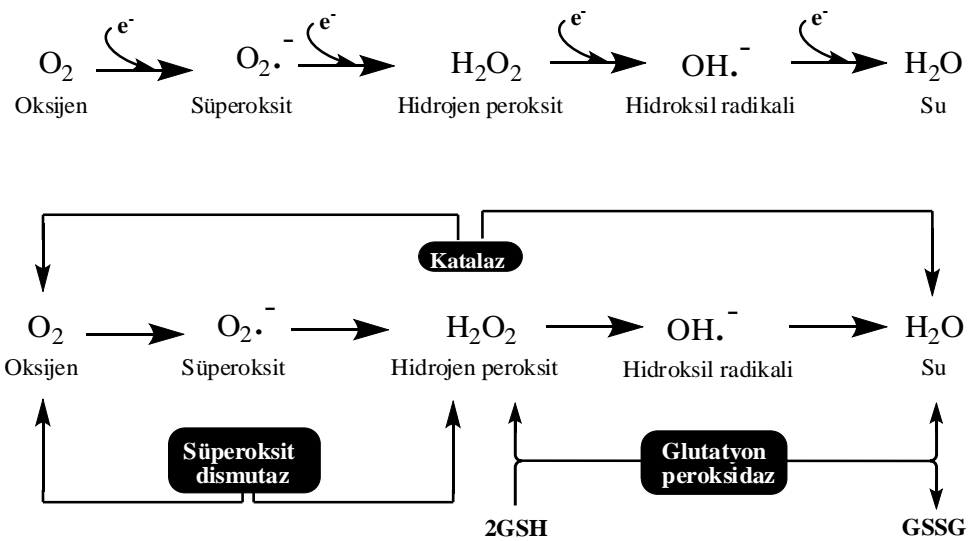 e⁻ e⁻ e⁻ e⁻
O₂ O₂.⁻ H₂O₂ OH.⁻ H₂O
Oksijen Süperoksit Hidrojen peroksit Hidroksil radikali Su
Katalaz
O₂ O₂.⁻ H₂O₂ OH.⁻ H₂O
Oksijen Süperoksit Hidrojen peroksit Hidroksil radikali Su
Süperoksit
dismutaz
Glutatyon
peroksidaz
2GSH GSSG